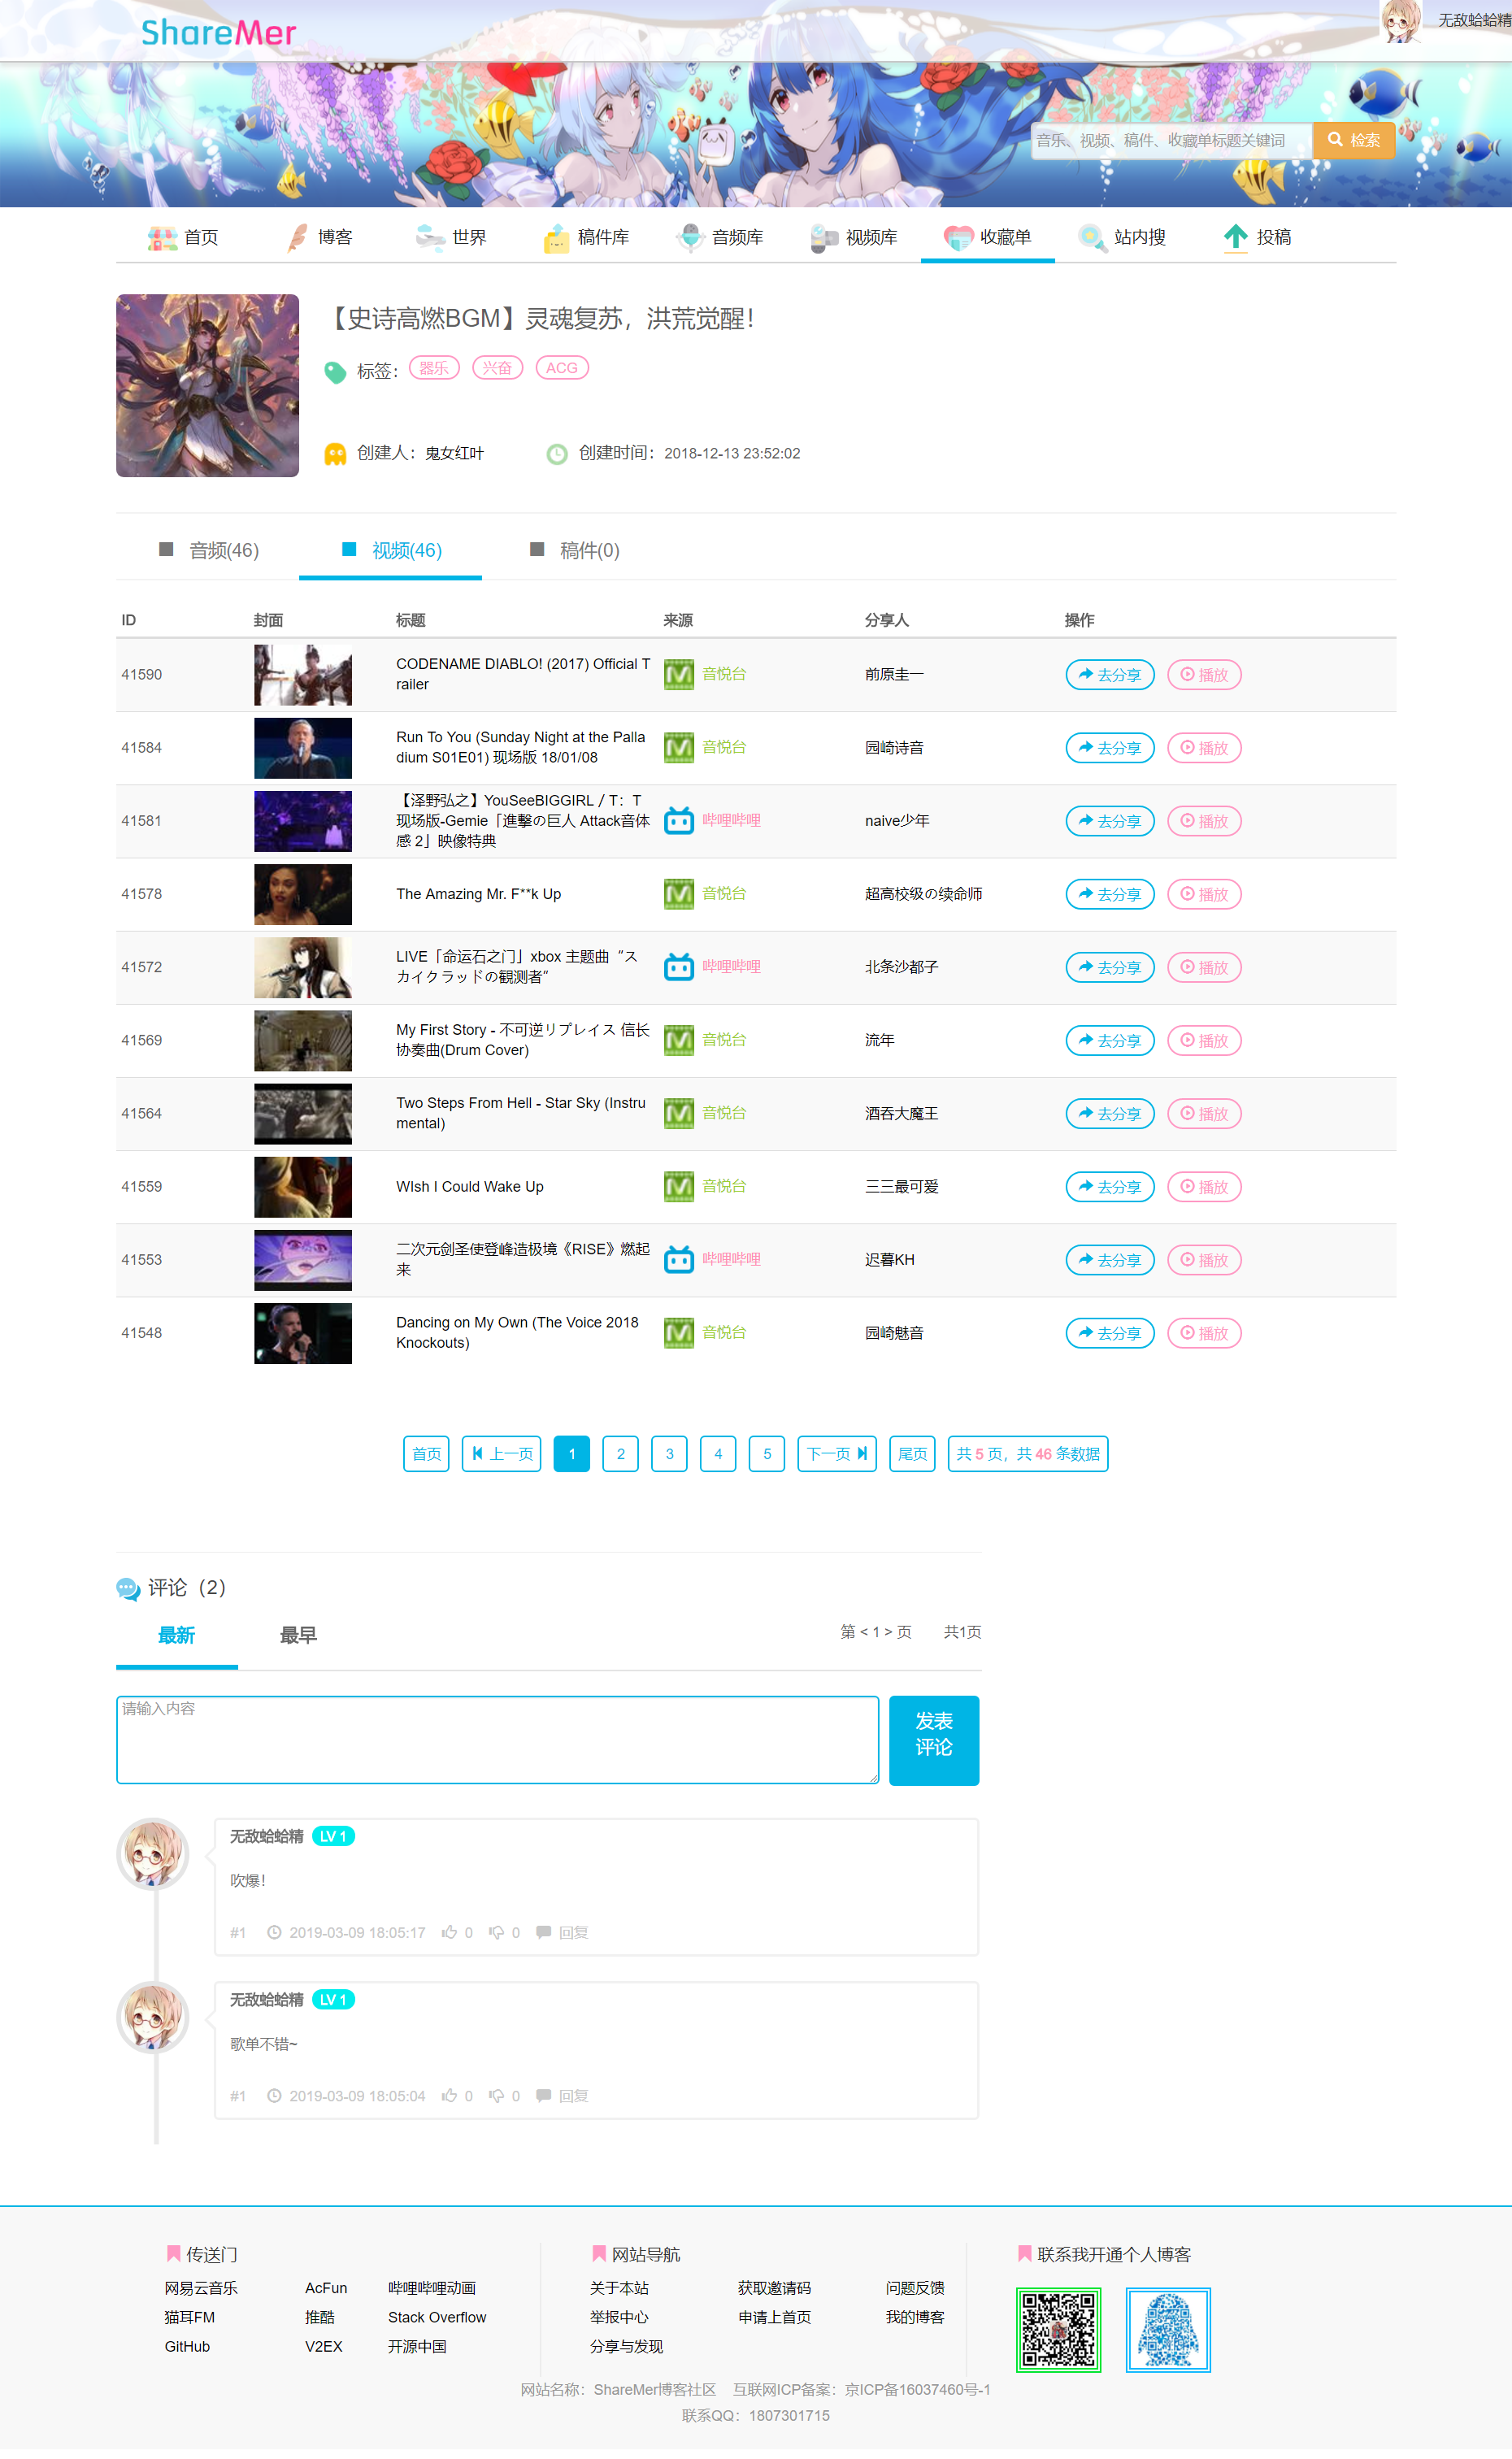 ShareMer
无敌蛤蛤精
音乐、视频、稿件、收藏单标题关键词 检索
首页 博客 世界 稿件库 音频库 视频库 收藏单 站内搜 投稿
【史诗高燃BGM】灵魂复苏，洪荒觉醒！
标签： 器乐 兴奋 ACG
创建人：鬼女红叶 创建时间：2018-12-13 23:52:02
音频(46) 视频(46) 稿件(0)
ID 封面 标题 来源 分享人 操作
41590 CODENAME DIABLO! (2017) Official T
railer 音悦台 前原圭一 去分享 播放
41584 Run To You (Sunday Night at the Palla
dium S01E01) 现场版 18/01/08 音悦台 园崎诗音 去分享 播放
41581 【泽野弘之】YouSeeBIGGIRL / T：T
现场版-Gemie「進擊の巨人 Attack音体
感 2」映像特典 哔哩哔哩 naive少年 去分享 播放
41578 The Amazing Mr. F**k Up 音悦台 超高校级の续命师 去分享 播放
41572 LIVE「命运石之门」xbox 主题曲“ス
カイクラッドの観測者” 哔哩哔哩 北条沙都子 去分享 播放
41569 My First Story - 不可逆リプレイス 信长
协奏曲(Drum Cover) 音悦台 流年 去分享 播放
41564 Two Steps From Hell - Star Sky (Instru
mental) 音悦台 酒吞大魔王 去分享 播放
41559 WIsh I Could Wake Up 音悦台 三三最可爱 去分享 播放
41553 二次元剑圣使登峰造极境《RISE》燃起
来 哔哩哔哩 迟暮KH 去分享 播放
41548 Dancing on My Own (The Voice 2018
Knockouts) 音悦台 园崎魅音 去分享 播放
首页 上一页 1 2 3 4 5 下一页 尾页 共 5 页，共 46 条数据
评论（2）
最新 最早 第 < 1 > 页 共1页
请输入内容
发表
评论
无敌蛤蛤精 LV 1
吹爆！
#1 2019-03-09 18:05:17 0 0 回复
无敌蛤蛤精 LV 1
歌单不错~
#1 2019-03-09 18:05:04 0 0 回复
传送门 网站导航 联系我开通个人博客
网易云音乐 AcFun 哔哩哔哩动画 关于本站 获取邀请码 问题反馈
猫耳FM 推酷 Stack Overflow 举报中心 申请上首页 我的博客
GitHub V2EX 开源中国 分享与发现
网站名称：ShareMer博客社区 互联网ICP备案：京ICP备16037460号-1
联系QQ：1807301715